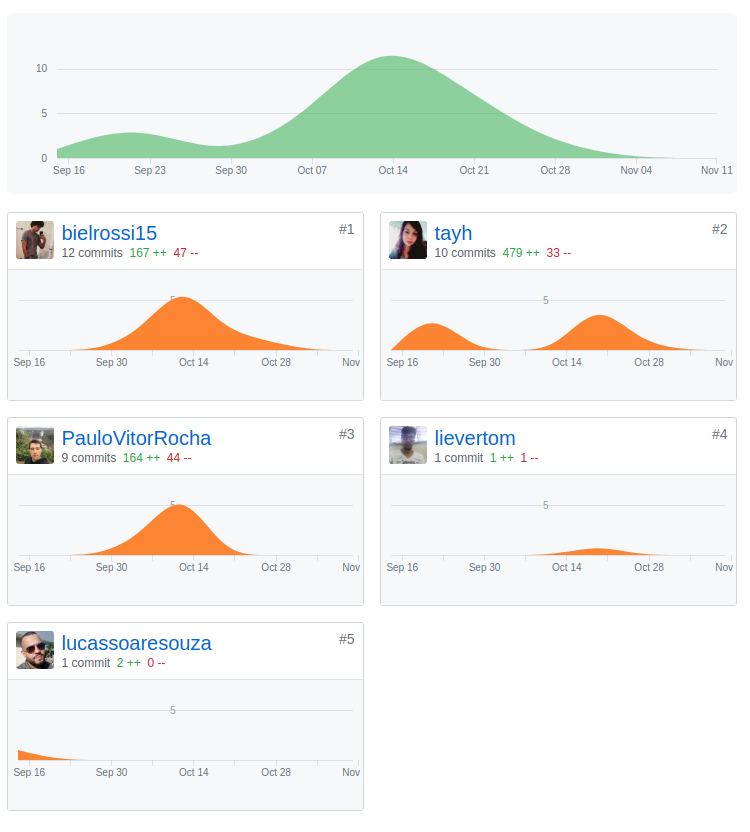 10
5
0
Sep 16 Sep 23 Sep 30 Oct 07 Oct 14 Oct 21 Oct 28 Nov 04 Nov 11
bielrossi15 #1
12 commits 167 ++ 47 --
5
Sep 16 Sep 30 Oct 14 Oct 28 Nov
tayh #2
10 commits 479 ++ 33 --
5
Sep 16 Sep 30 Oct 14 Oct 28 Nov
PauloVitorRocha #3
9 commits 164 ++ 44 --
5
Sep 16 Sep 30 Oct 14 Oct 28 Nov
lievertom #4
1 commit 1 ++ 1 --
5
Sep 16 Sep 30 Oct 14 Oct 28 Nov
lucassoaresouza #5
1 commit 2 ++ 0 --
5
Sep 16 Sep 30 Oct 14 Oct 28 Nov